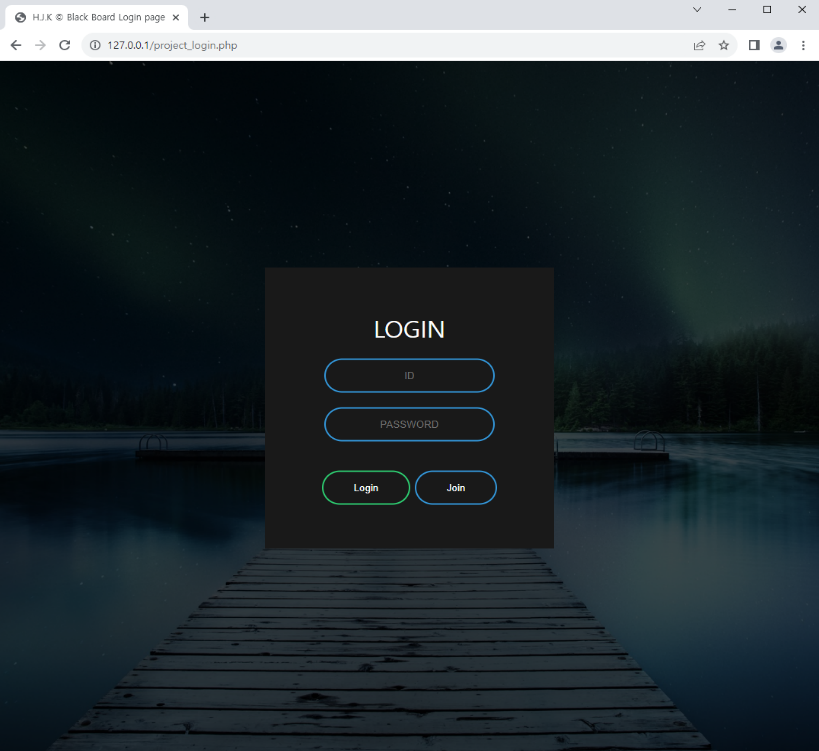 H.J.K © Black Board Login page
127.0.0.1/project_login.php
LOGIN
ID
PASSWORD
Login Join